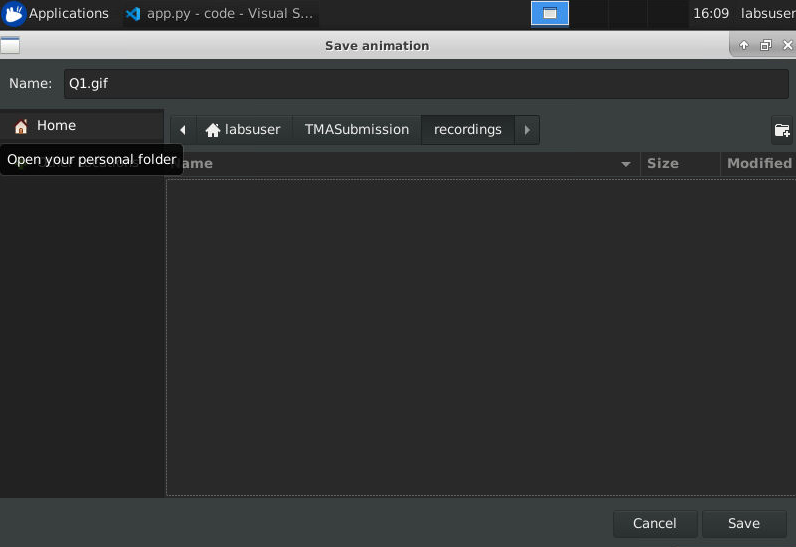 Applications app.py - code - Visual S... 16:09 labsuser
Save animation
Name: Q1.gif
Home
labsuser TMASubmission recordings
Open your personal folder
ame Size Modified
Cancel Save